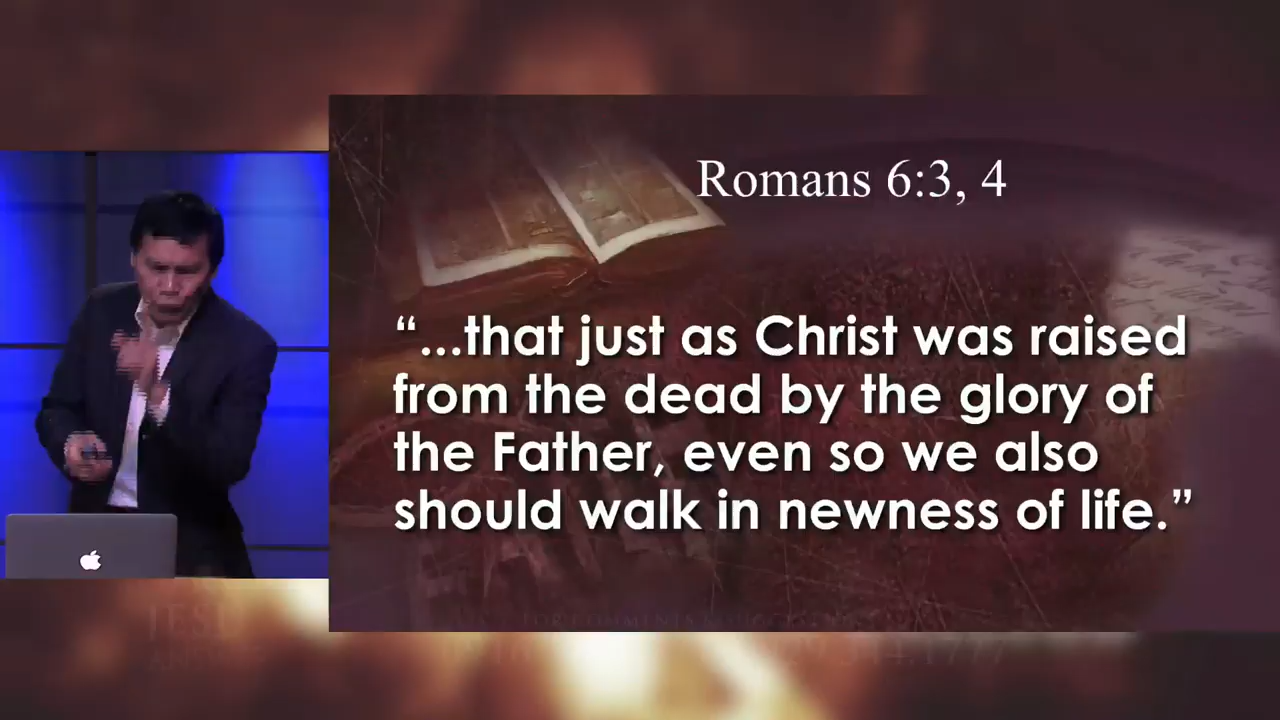 Romans 6:3, 4
“...that just as Christ was raised
from the dead by the glory of
the Father, even so we also
should walk in newness of life.”